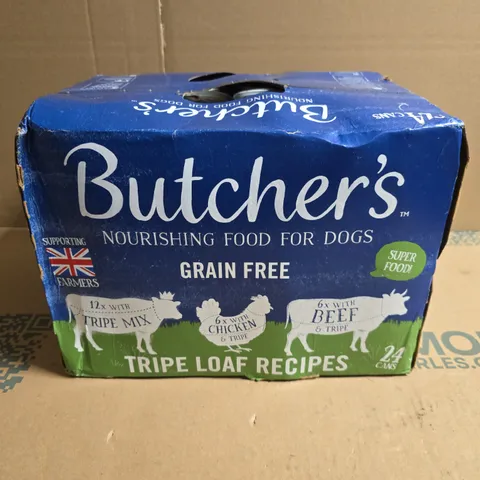 24 CANS
Butcher's
NOURISHING FOOD FOR DOGS
Butcher's™
NOURISHING FOOD FOR DOGS
GRAIN FREE
SUPPORTING
FARMERS
SUPER
FOOD!
12x WITH
TRIPE MIX
6x WITH
CHICKEN
& TRIPE
6x WITH
BEEF
& TRIPE
TRIPE LOAF RECIPES
24
CANS